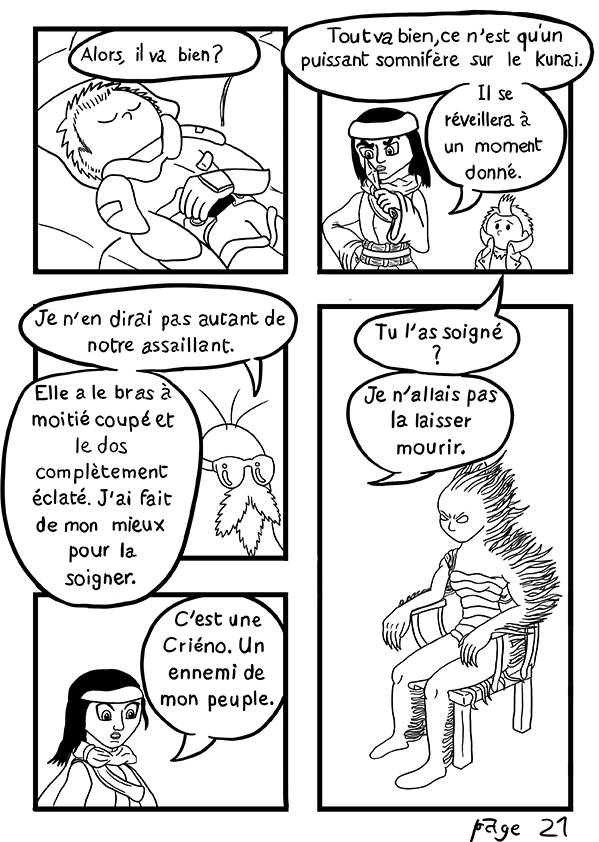 Alors, il va bien?
Tout va bien, ce n'est qu'un
puissant somnifère sur le kunai.
Il se
réveillera à
un moment
donné.
Je n'en dirai pas autant de
notre assaillant.
Elle a le bras à
moitié coupé et
le dos
complètement
éclaté. J'ai fait
de mon mieux
pour la
soigner.
Tu l'as soigné
?
Je n'allais pas
la laisser
mourir.
C'est une
Criéno. Un
ennemi de
mon peuple.
page 21